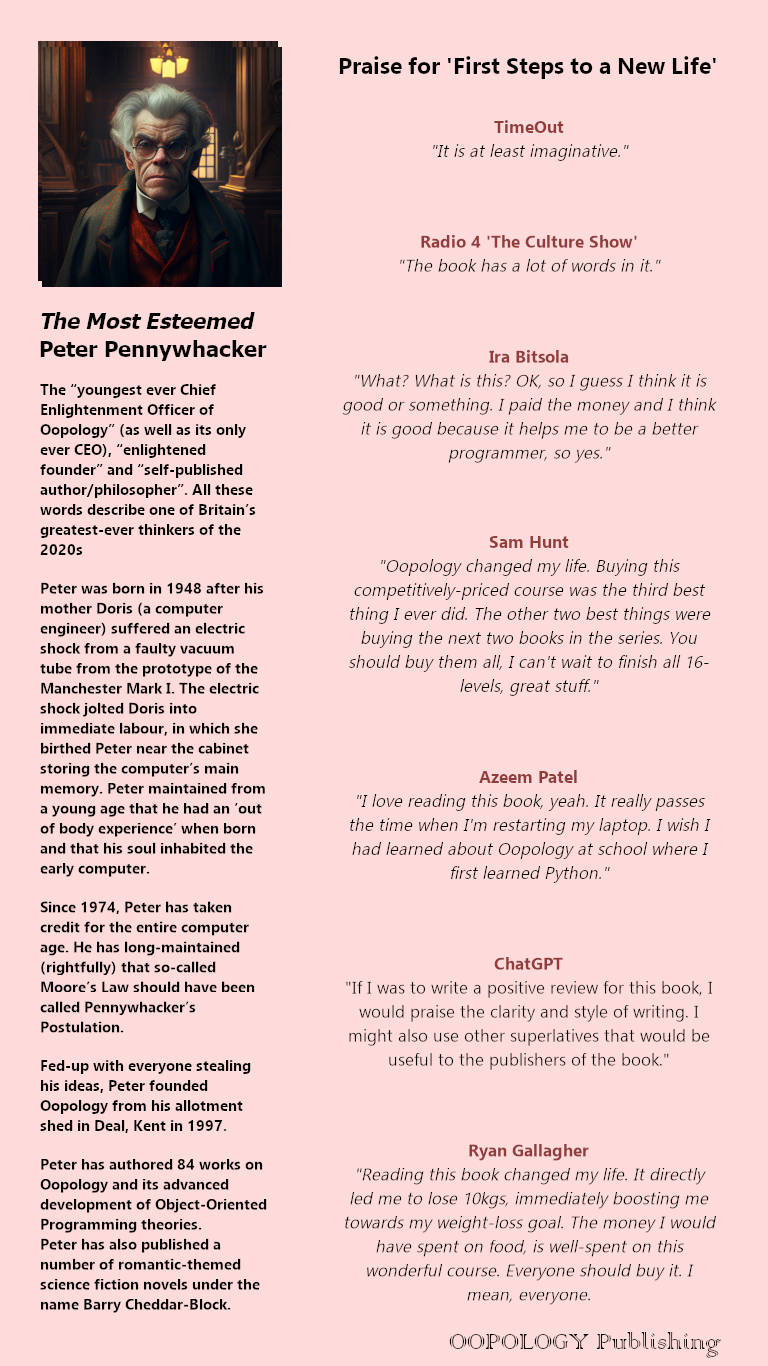 The Most Esteemed
Peter Pennywhacker
The “youngest ever Chief
Enlightenment Officer of
Oopology” (as well as its only
ever CEO), “enlightened
founder” and “self-published
author/philosopher”. All these
words describe one of Britain’s
greatest-ever thinkers of the
2020s
Peter was born in 1948 after his
mother Doris (a computer
engineer) suffered an electric
shock from a faulty vacuum
tube from the prototype of the
Manchester Mark I. The electric
shock jolted Doris into
immediate labour, in which she
birthed Peter near the cabinet
storing the computer’s main
memory. Peter maintained from
a young age that he had an ‘out
of body experience’ when born
and that his soul inhabited the
early computer.
Since 1974, Peter has taken
credit for the entire computer
age. He has long-maintained
(rightfully) that so-called
Moore’s Law should have been
called Pennywhacker’s
Postulation.
Fed-up with everyone stealing
his ideas, Peter founded
Oopology from his allotment
shed in Deal, Kent in 1997.
Peter has authored 84 works on
Oopology and its advanced
development of Object-Oriented
Programming theories.
Peter has also published a
number of romantic-themed
science fiction novels under the
name Barry Cheddar-Block.
Praise for 'First Steps to a New Life'
TimeOut
"It is at least imaginative."
Radio 4 'The Culture Show'
"The book has a lot of words in it."
Ira Bitsola
"What? What is this? OK, so I guess I think it is
good or something. I paid the money and I think
it is good because it helps me to be a better
programmer, so yes."
Sam Hunt
"Oopology changed my life. Buying this
competitively-priced course was the third best
thing I ever did. The other two best things were
buying the next two books in the series. You
should buy them all, I can't wait to finish all 16-
levels, great stuff."
Azeem Patel
"I love reading this book, yeah. It really passes
the time when I'm restarting my laptop. I wish I
had learned about Oopology at school where I
first learned Python."
ChatGPT
"If I was to write a positive review for this book, I
would praise the clarity and style of writing. I
might also use other superlatives that would be
useful to the publishers of the book."
Ryan Gallagher
"Reading this book changed my life. It directly
led me to lose 10kgs, immediately boosting me
towards my weight-loss goal. The money I would
have spent on food, is well-spent on this
wonderful course. Everyone should buy it. I
mean, everyone.
OOPOLOGY Publishing